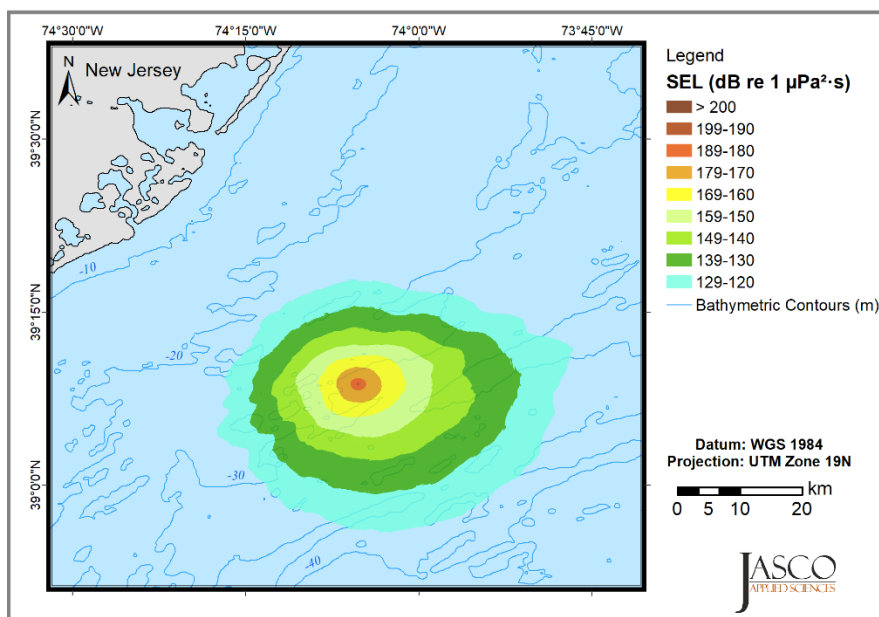 74°30'0"W 74°15'0"W 74°0'0"W 73°45'0"W
N
New Jersey
39°30'0"N
39°15'0"N
39°0'0"N
-10
-20
-30
-40
Legend
SEL (dB re 1 µPa²·s)
> 200
199-190
189-180
179-170
169-160
159-150
149-140
139-130
129-120
Bathymetric Contours (m)
Datum: WGS 1984
Projection: UTM Zone 19N
km
0 5 10 20
JASCO
APPLIED SCIENCES